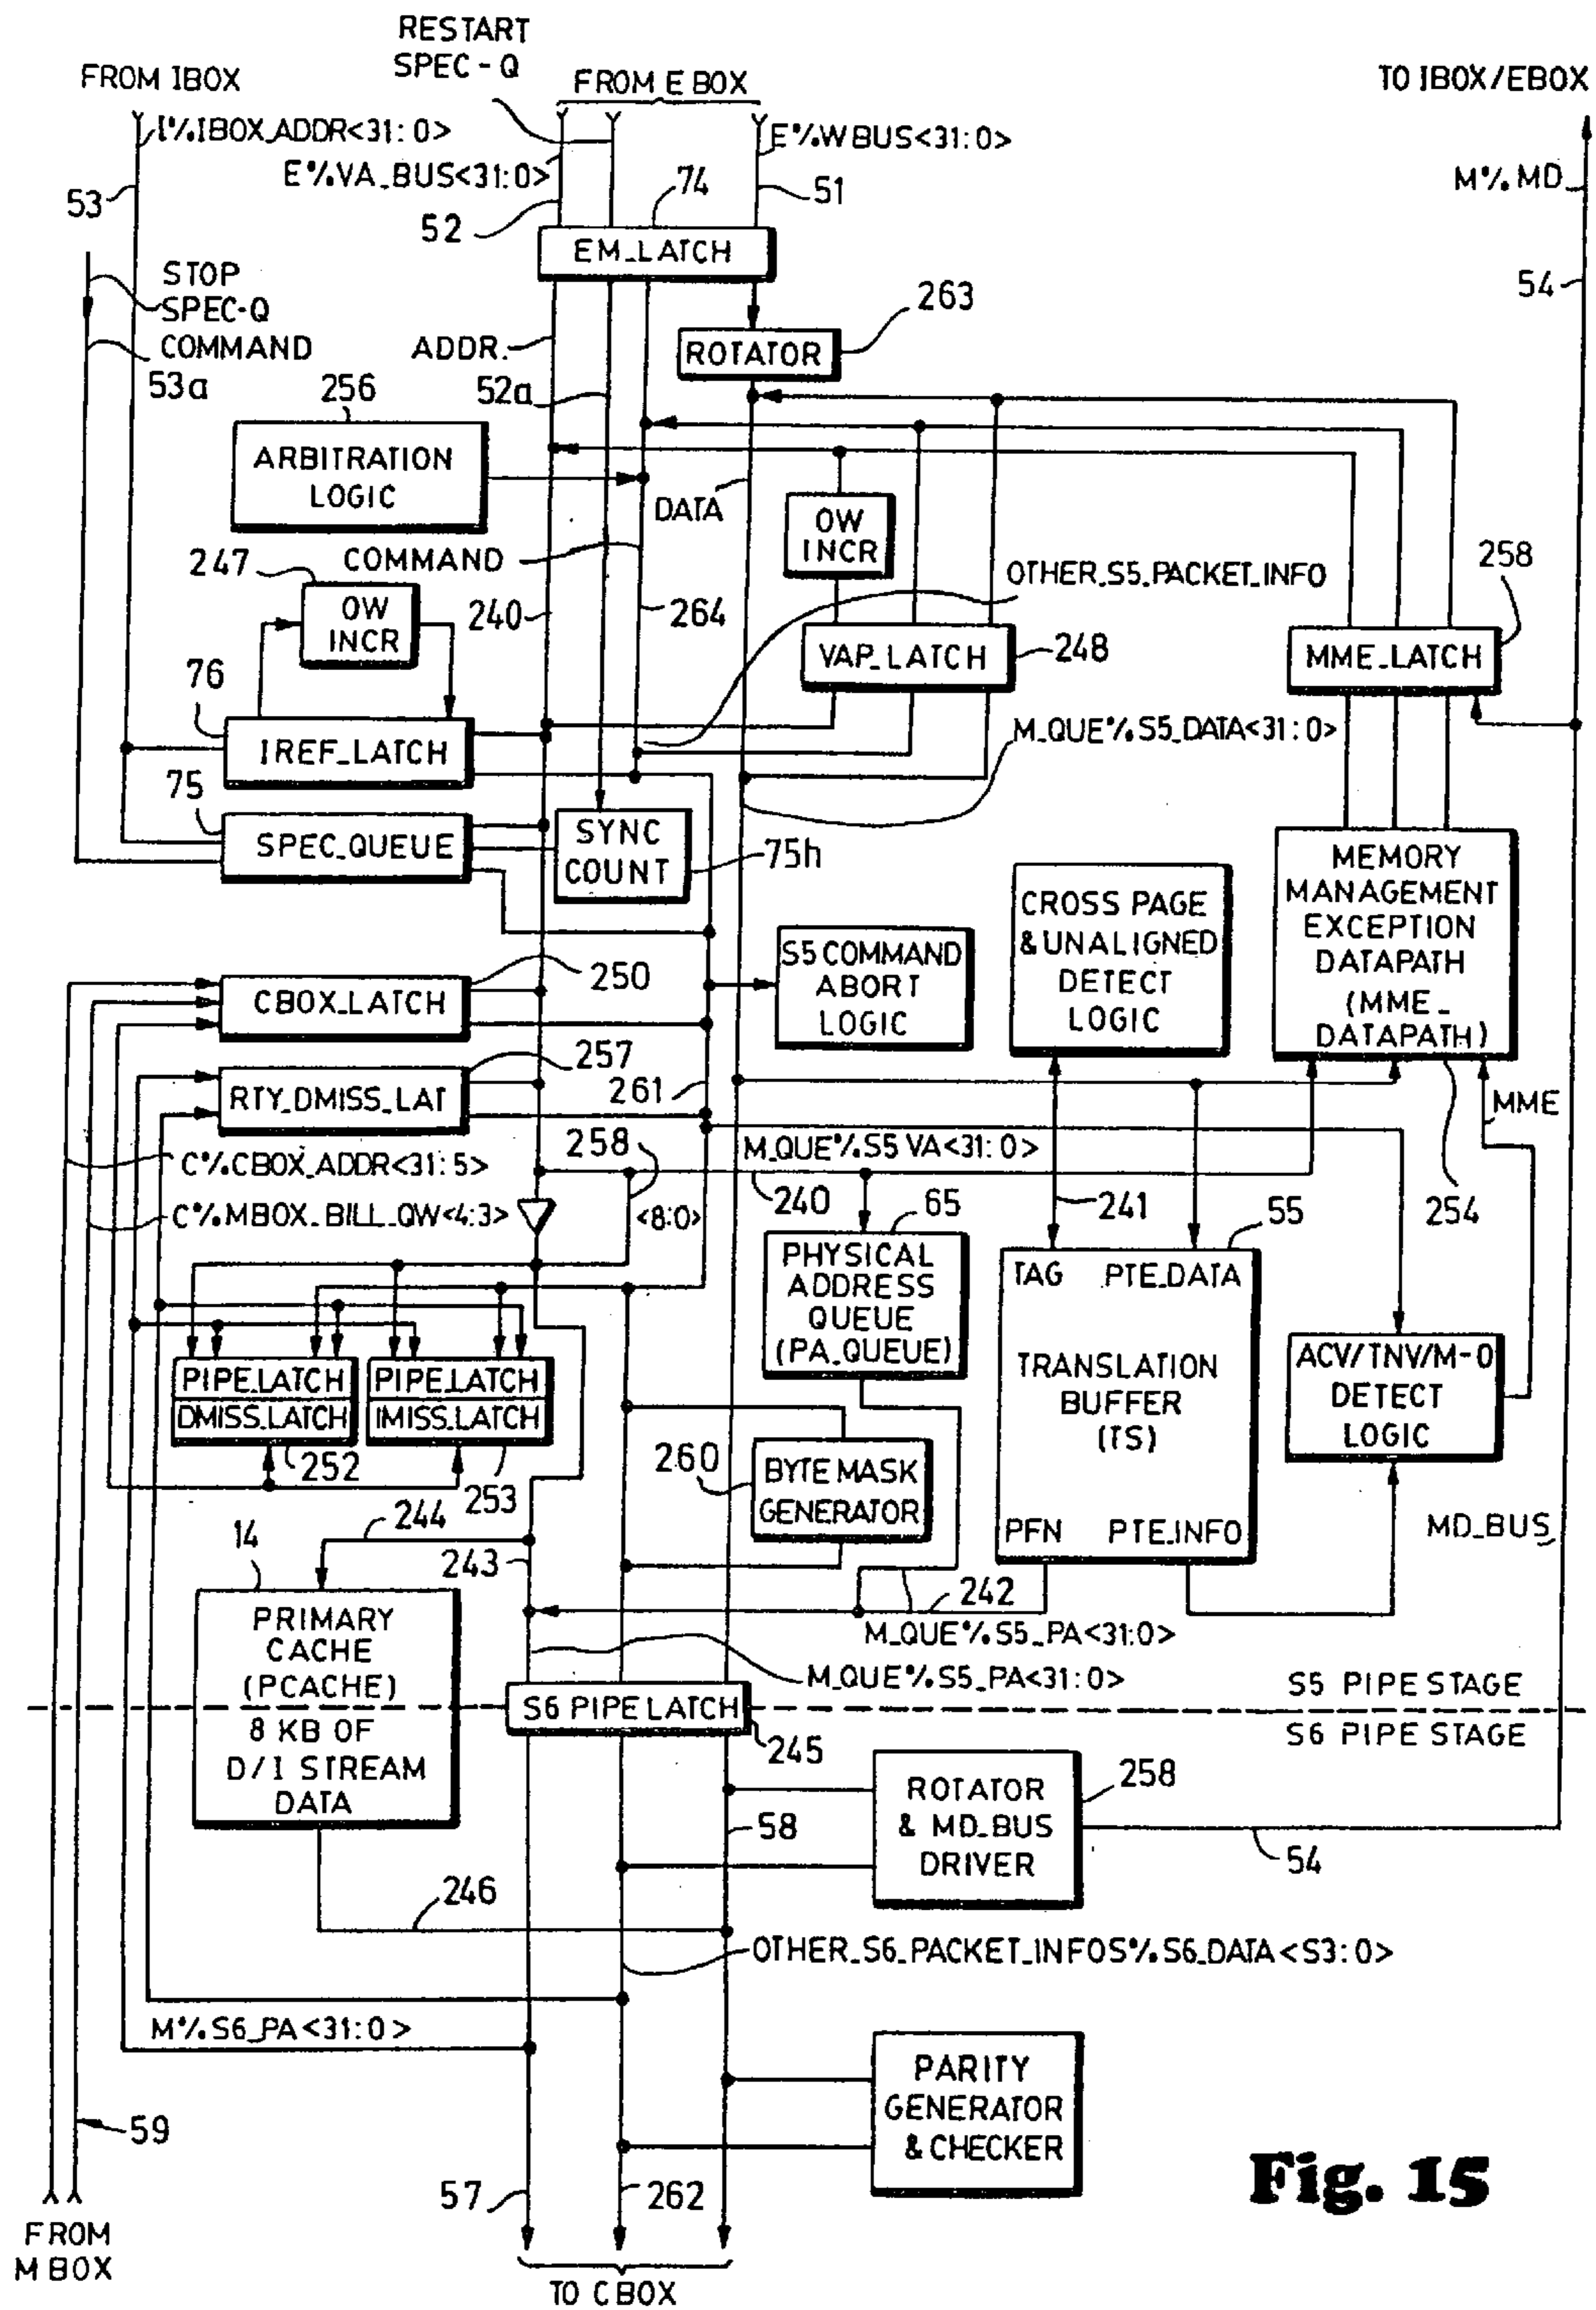 RESTART
SPEC-Q
FROM IBOX
FROM E BOX
TO IBOX/EBOX
I%IBOX_ADDR<31:0>
E%WBUS<31:0>
E%VA_BUS<31:0>
74
M%MD
53
52
51
EM_LATCH
STOP
SPEC-Q
54
263
COMMAND
53a
ADDR.
ROTATOR
256
52a
ARBITRATION
LOGIC
DATA
OW
INCR
247
COMMAND
OTHER_S5_PACKET_INFO
258
OW
INCR
240
264
VAP_LATCH
248
MME_LATCH
76
IREF_LATCH
M_QUE%S5_DATA<31:0>
75
SPEC_QUEUE
SYNC
COUNT
75h
MEMORY
MANAGEMENT
EXCEPTION
DATAPATH
(MME_
DATAPATH)
CROSS PAGE
& UNALIGNED
DETECT
LOGIC
S5 COMMAND
ABORT
LOGIC
250
CBOX_LATCH
257
RTY_DMISS_LAT
261
MME
258
M_QUE%S5 VA<31:0>
C%CBOX_ADDR<31:5>
C%MBOX_BILL_QW<4:3>
<8:0>
240
65
241
55
254
PHYSICAL
ADDRESS
QUEUE
(PA_QUEUE)
TAG
PTE.DATA
TRANSLATION
BUFFER
(TS)
PFN
PTE.INFO
ACV/TNV/M-0
DETECT
LOGIC
PIPE.LATCH
DMISS_LATCH
PIPE.LATCH
IMISS.LATCH
252
253
260
BYTE MASK
GENERATOR
244
14
243
MD_BUS
242
M_QUE%S5_PA<31:0>
PRIMARY
CACHE
(PCACHE)
8 KB OF
D/I STREAM
DATA
M_QUE%S5_PA<31:0>
S6 PIPE LATCH
S5 PIPE STAGE
S6 PIPE STAGE
245
ROTATOR
& MD_BUS
DRIVER
258
58
54
246
OTHER_S6_PACKET_INFOS%S6_DATA<S3:0>
M%S6_PA<31:0>
PARITY
GENERATOR
& CHECKER
59
57
262
Fig. 15
FROM
M BOX
TO CBOX